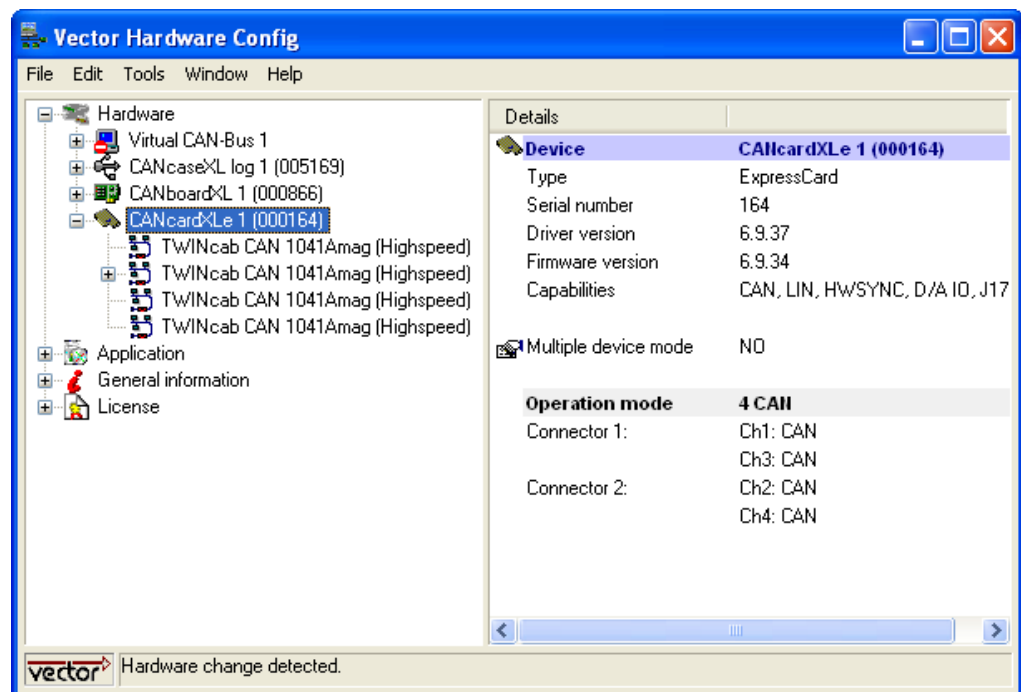 Vector Hardware Config
File Edit Tools Window Help
Hardware
Virtual CAN-Bus 1
CANcaseXL log 1 (005169)
CANboardXL 1 (000866)
CANcardXLe 1 (000164)
TWINcab CAN 1041Amag (Highspeed)
TWINcab CAN 1041Amag (Highspeed)
TWINcab CAN 1041Amag (Highspeed)
TWINcab CAN 1041Amag (Highspeed)
Application
General information
License
Details
Device CANcardXLe 1 (000164)
Type ExpressCard
Serial number 164
Driver version 6.9.37
Firmware version 6.9.34
Capabilities CAN, LIN, HWSYNC, D/A IO, J17
Multiple device mode NO
Operation mode 4 CAN
Connector 1: Ch1: CAN
Ch3: CAN
Connector 2: Ch2: CAN
Ch4: CAN
vector Hardware change detected.